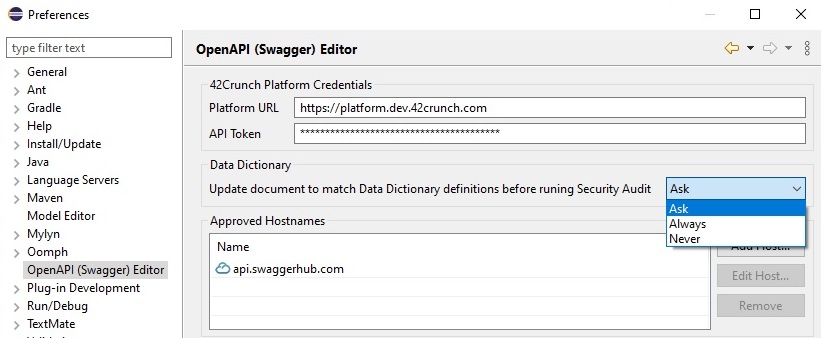 Preferences
type filter text
General
Ant
Gradle
Help
Install/Update
Java
Language Servers
Maven
Model Editor
Mylyn
Oomph
OpenAPI (Swagger) Editor
Plug-in Development
Run/Debug
TextMate
OpenAPI (Swagger) Editor
42Crunch Platform Credentials
Platform URL https://platform.dev.42crunch.com
API Token ****************************************
Data Dictionary
Update document to match Data Dictionary definitions before runing Security Audit Ask
Ask
Always
Never
Approved Hostnames
Name
api.swaggerhub.com
Add Host...
Edit Host...
Remove